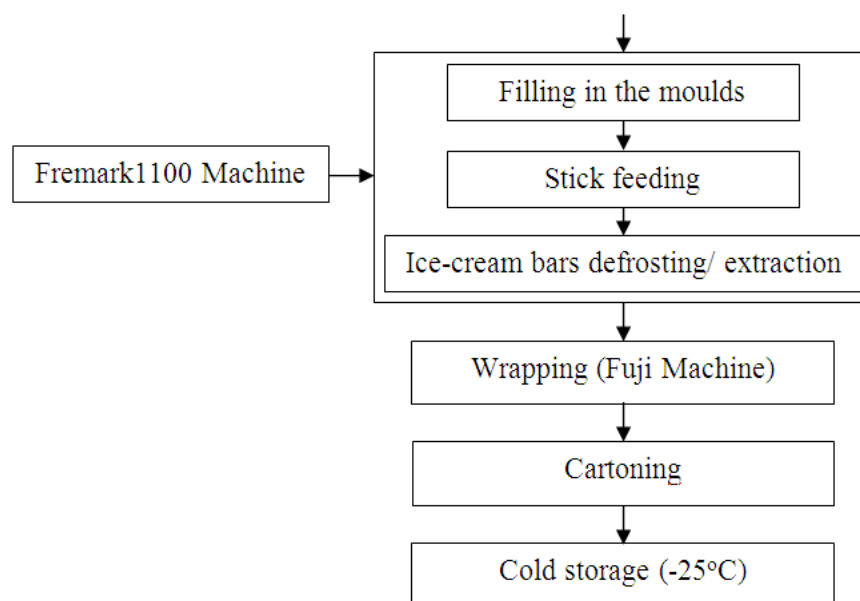 Filling in the moulds
Fremark1100 Machine
Stick feeding
Ice-cream bars defrosting/ extraction
Wrapping (Fuji Machine)
Cartoning
Cold storage (-25°C)